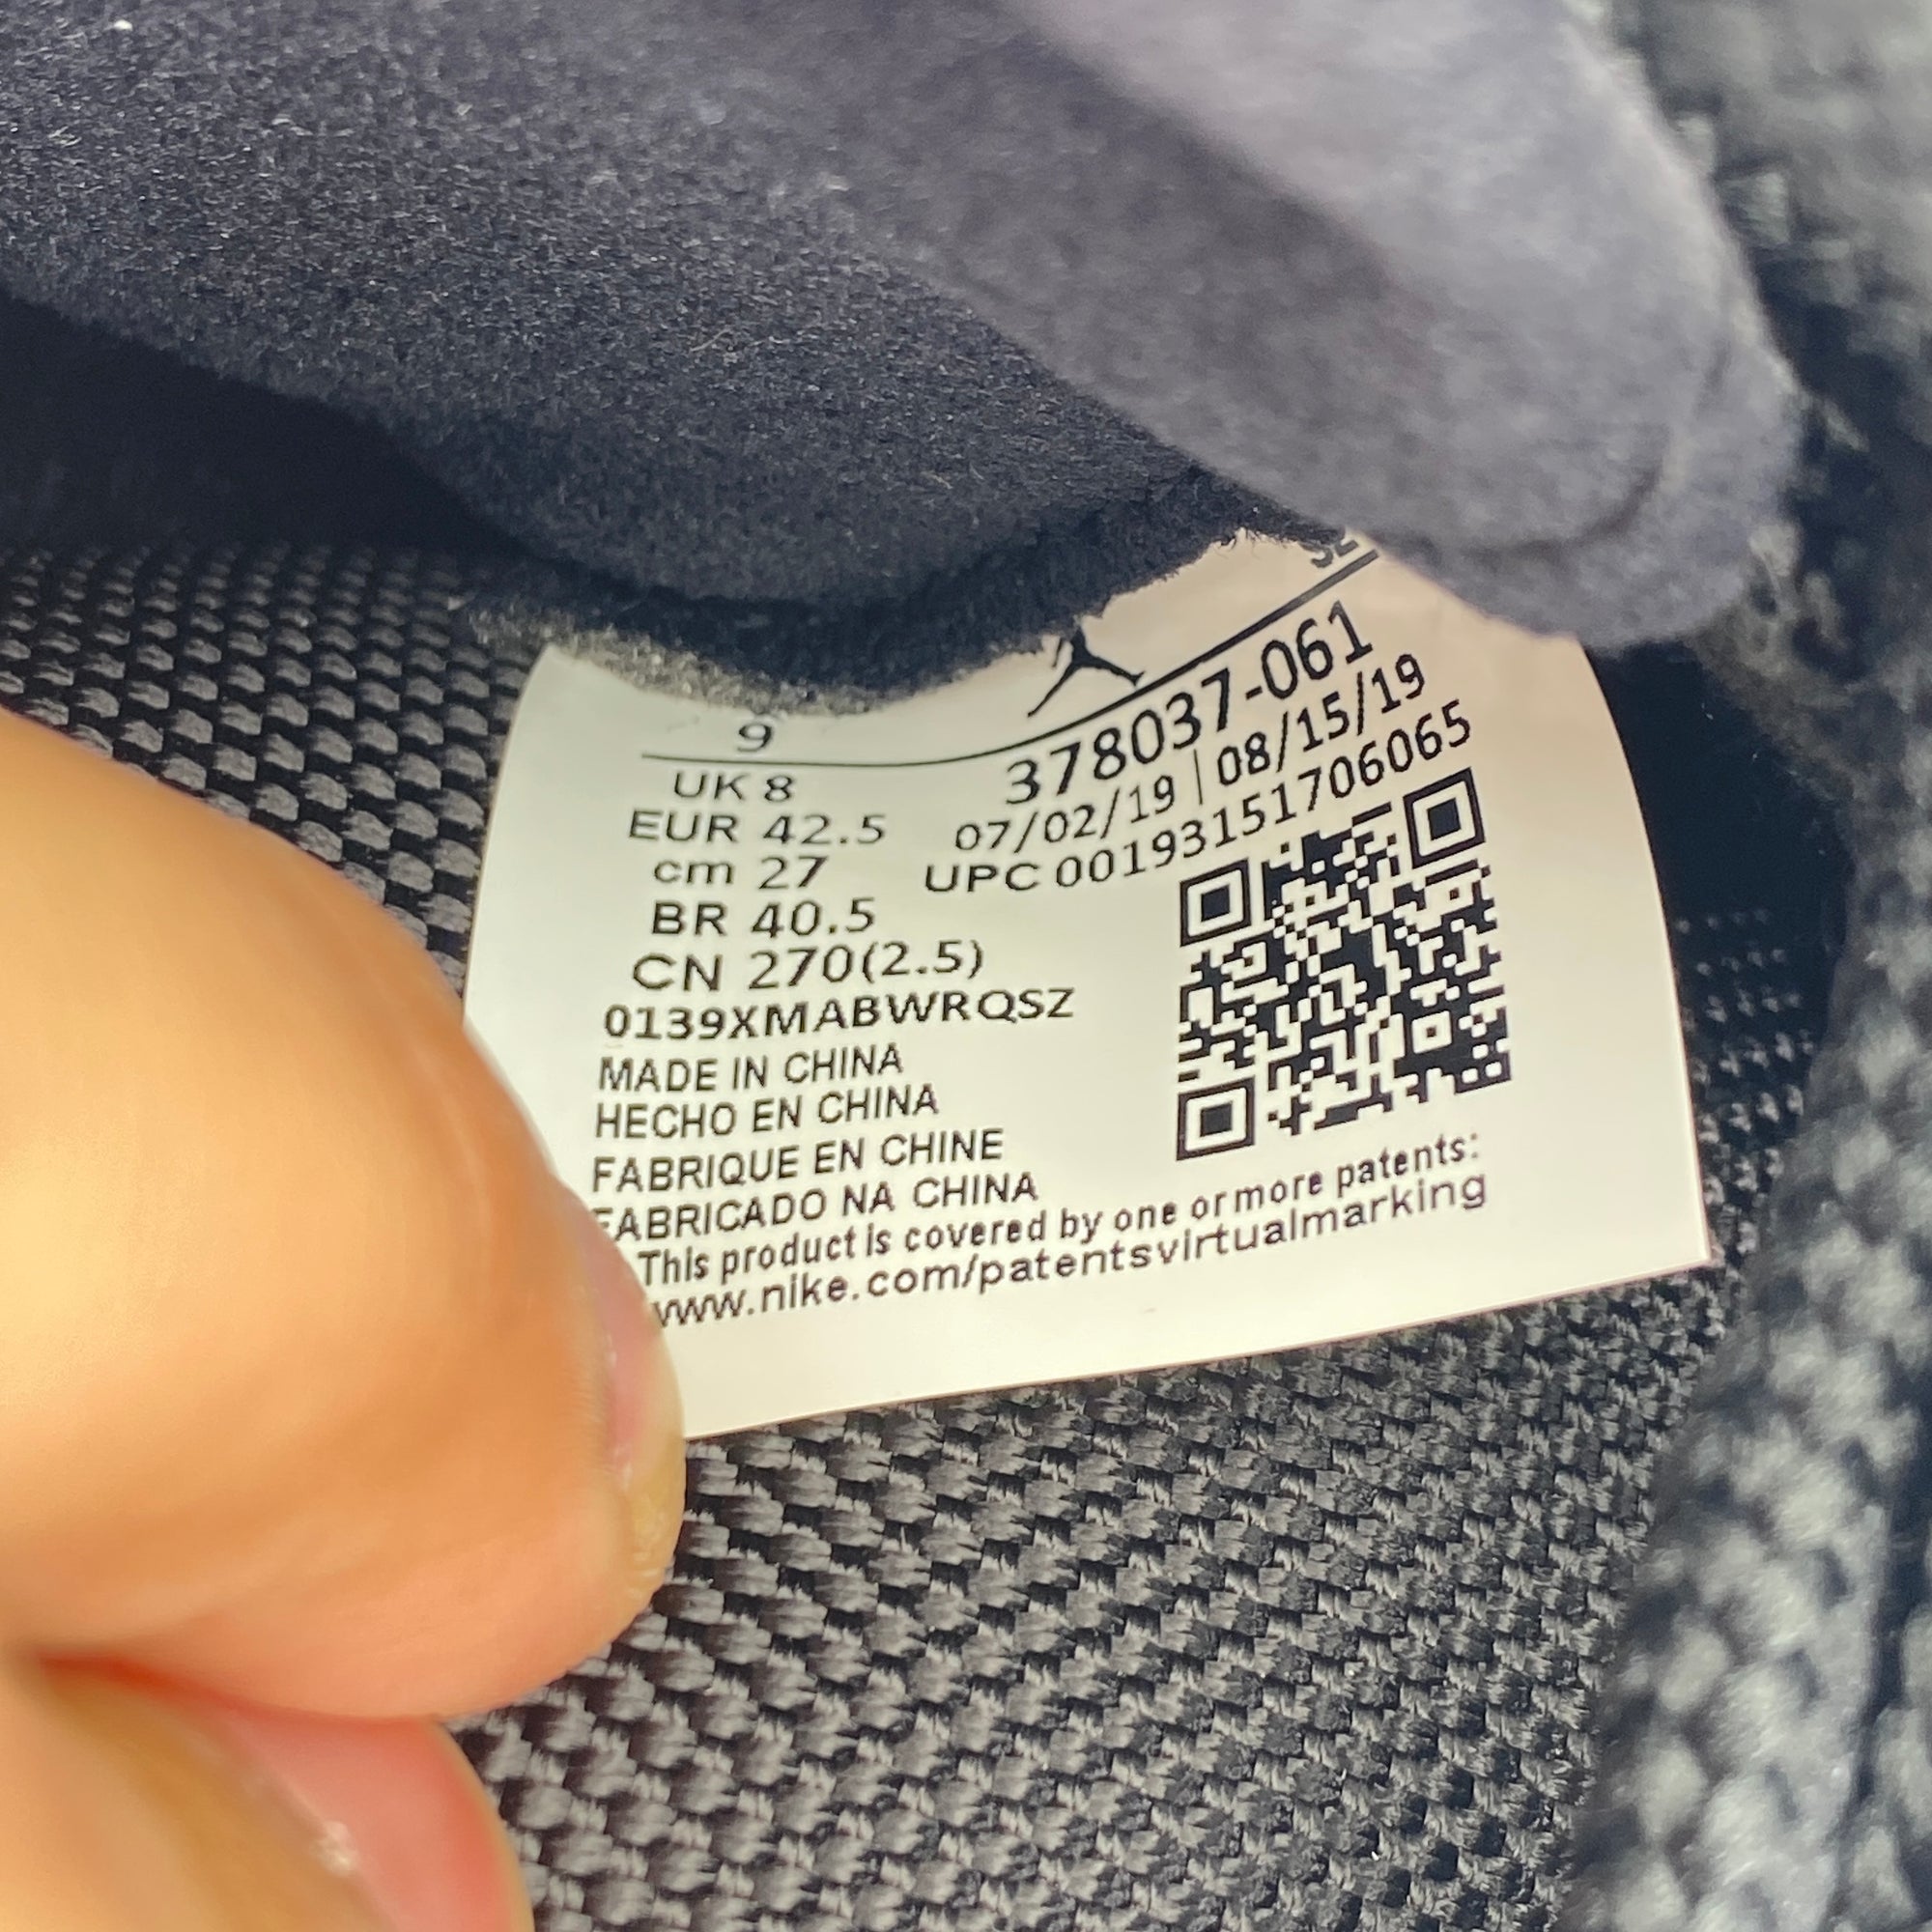 9
UK 8
EUR 42.5
cm 27
BR 40.5
CN 270(2.5)
0139XMABWRQSZ
MADE IN CHINA
HECHO EN CHINA
FABRIQUE EN CHINE
FABRICADO NA CHINA
378037-061
07/02/19 | 08/15/19
UPC 00193151706065
This product is covered by one or more patents:
www.nike.com/patentsvirtualmarking